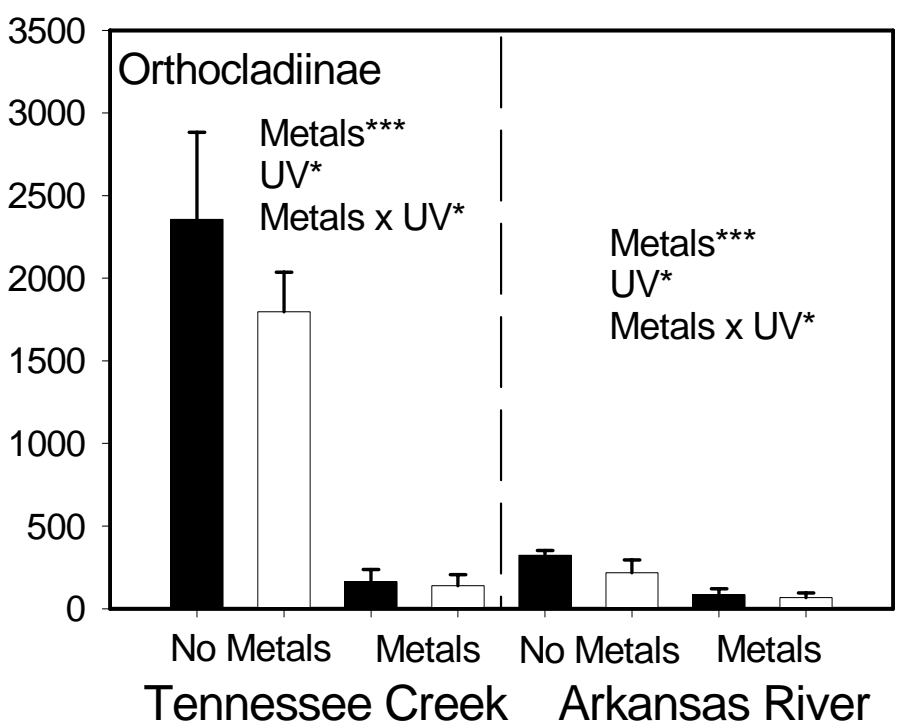 3500
3000
2500
2000
1500
1000
500
0
Orthocladiinae
Metals***
UV*
Metals x UV*
Metals***
UV*
Metals x UV*
No Metals Metals No Metals Metals
Tennessee Creek Arkansas River